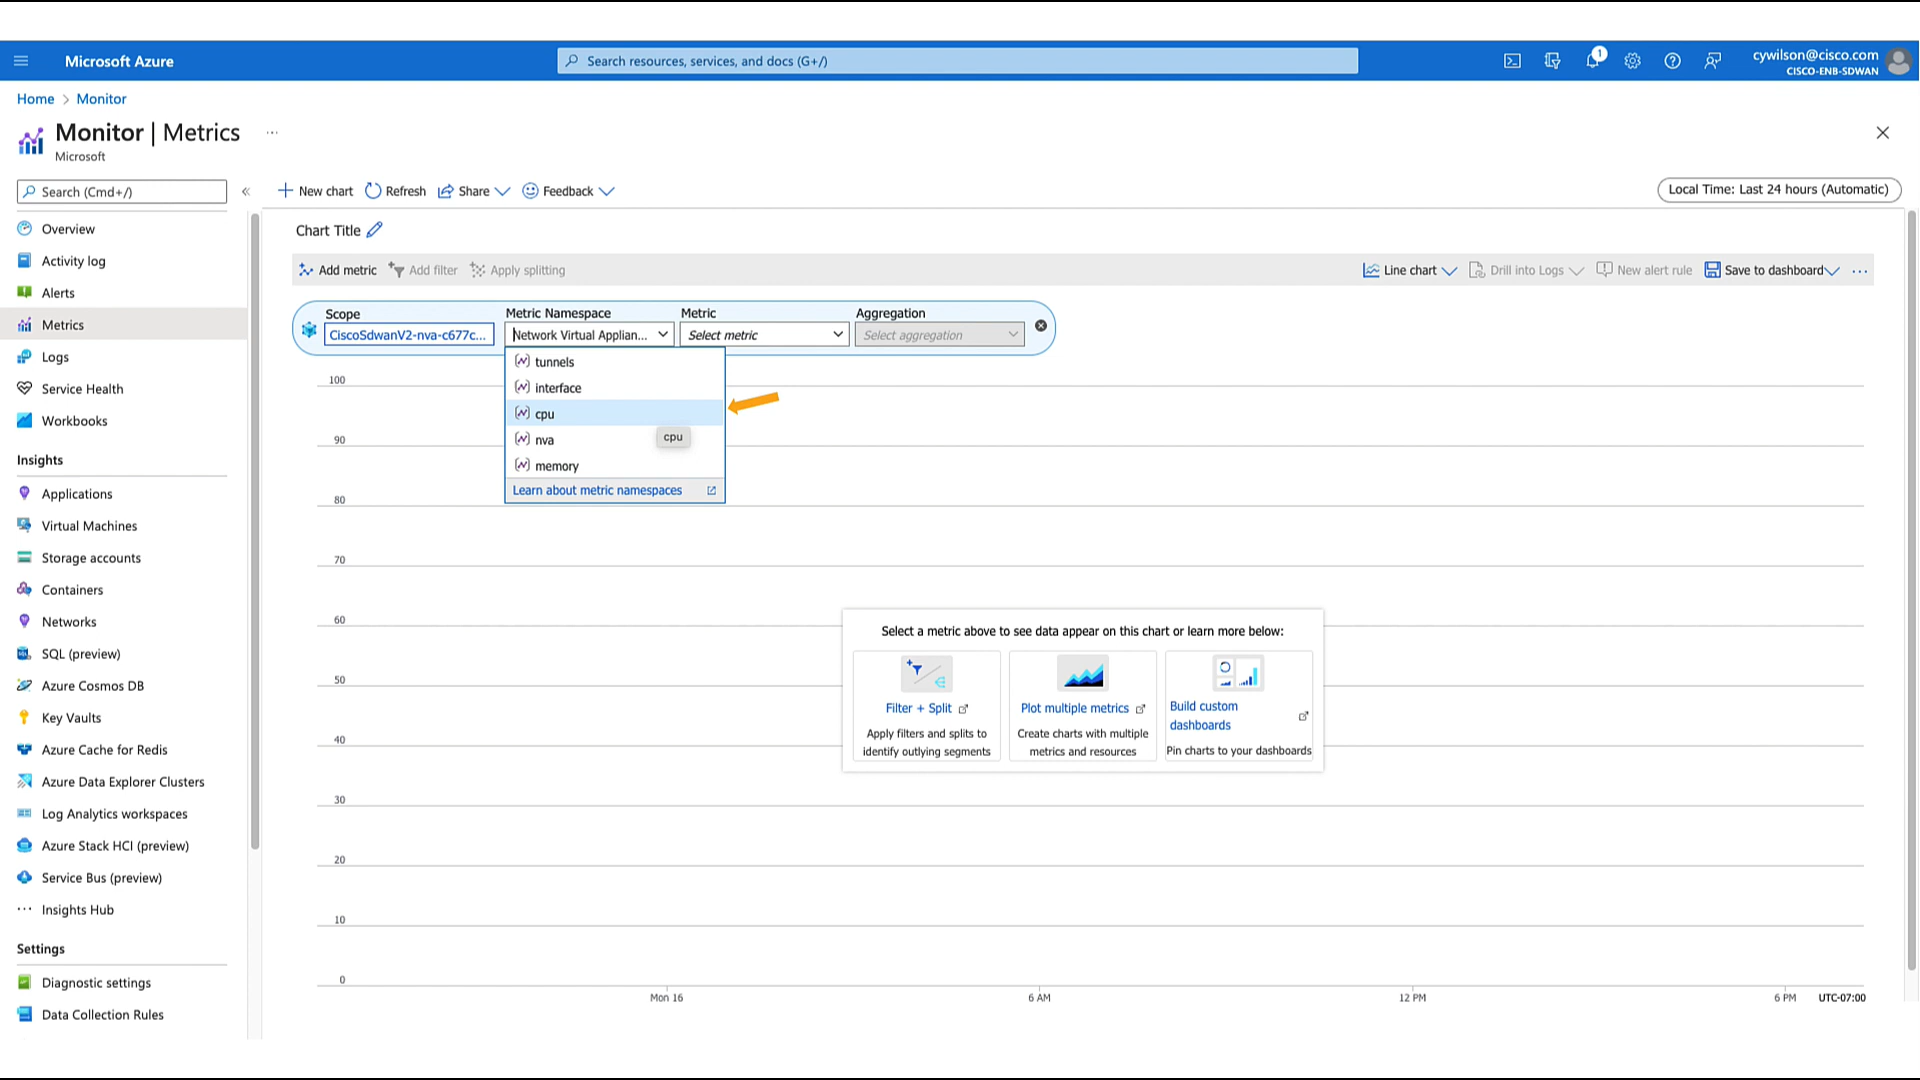 Microsoft Azure
Search resources, services, and docs (G+/)
1
cywilson@cisco.com
CISCO-ENB-SDWAN
Home > Monitor
Monitor | Metrics ...
Microsoft
Search (Cmd+/)
«
New chart
Refresh
Share
Feedback
Local Time: Last 24 hours (Automatic)
Overview
Activity log
Alerts
Metrics
Logs
Service Health
Workbooks
Insights
Applications
Virtual Machines
Storage accounts
Containers
Networks
SQL (preview)
Azure Cosmos DB
Key Vaults
Azure Cache for Redis
Azure Data Explorer Clusters
Log Analytics workspaces
Azure Stack HCI (preview)
Service Bus (preview)
Insights Hub
Settings
Diagnostic settings
Data Collection Rules
Chart Title
Add metric
Add filter
Apply splitting
Line chart
Drill into Logs
New alert rule
Save to dashboard
...
Scope
CiscoSdwanV2-nva-c677c...
Metric Namespace
Network Virtual Applian...
Metric
Select metric
Aggregation
Select aggregation
tunnels
interface
cpu
nva
memory
Learn about metric namespaces
cpu
100
90
80
70
60
50
40
30
20
10
0
Select a metric above to see data appear on this chart or learn more below:
Filter + Split
Apply filters and splits to
identify outlying segments
Plot multiple metrics
Create charts with multiple
metrics and resources
Build custom
dashboards
Pin charts to your dashboards
Mon 16
6 AM
12 PM
6 PM
UTC-07:00